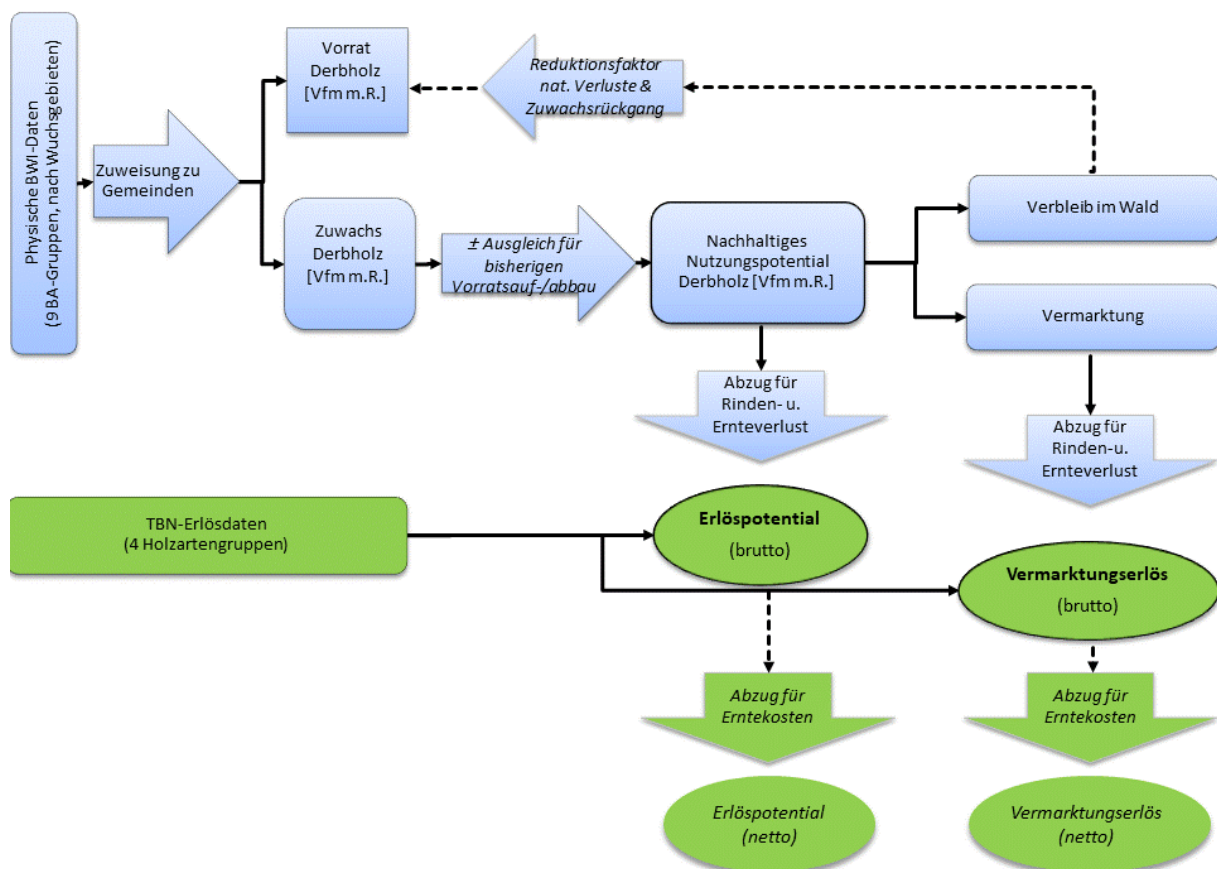 Physische BWI-Daten
(9 BA-Gruppen, nach Wuchsgebieten)
Zuweisung zu
Gemeinden
Vorrat
Derbholz
[Vfm m.R.]
Reduktionsfaktor
nat. Verluste &
Zuwachsrückgang
Zuwachs
Derbholz
[Vfm m.R.]
± Ausgleich für
bisherigen
Vorratsauf-/abbau
Nachhaltiges
Nutzungspotential
Derbholz [Vfm m.R.]
Verbleib im Wald
Vermarktung
Abzug für
Rinden- u.
Ernteverlust
Abzug für
Rinden- u.
Ernteverlust
TBN-Erlösdaten
(4 Holzartengruppen)
Erlöspotential
(brutto)
Vermarktungserlös
(brutto)
Abzug für
Erntekosten
Abzug für
Erntekosten
Erlöspotential
(netto)
Vermarktungserlös
(netto)